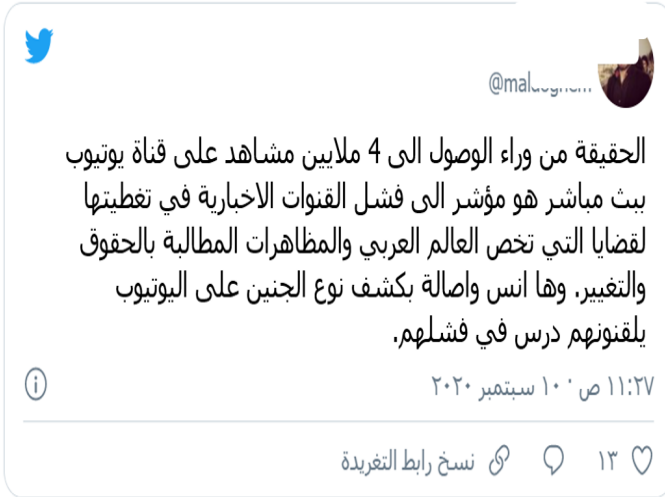 الحقيقة من وراء الوصول الى 4 ملايين مشاهد على قناة يوتيوب
ببث مباشر هو مؤشر الى فشل القنوات الاخبارية في تغطيتها
لقضايا التي تخص العالم العربي والمظاهرات المطالبة بالحقوق
والتغيير. وها انس واصالة بكشف نوع الجنين على اليوتيوب
يلقنونهم درس في فشلهم.
١١:٢٧ ص · ١٠ سبتمبر ٢٠٢٠
١٣ نسخ رابط التغريدة